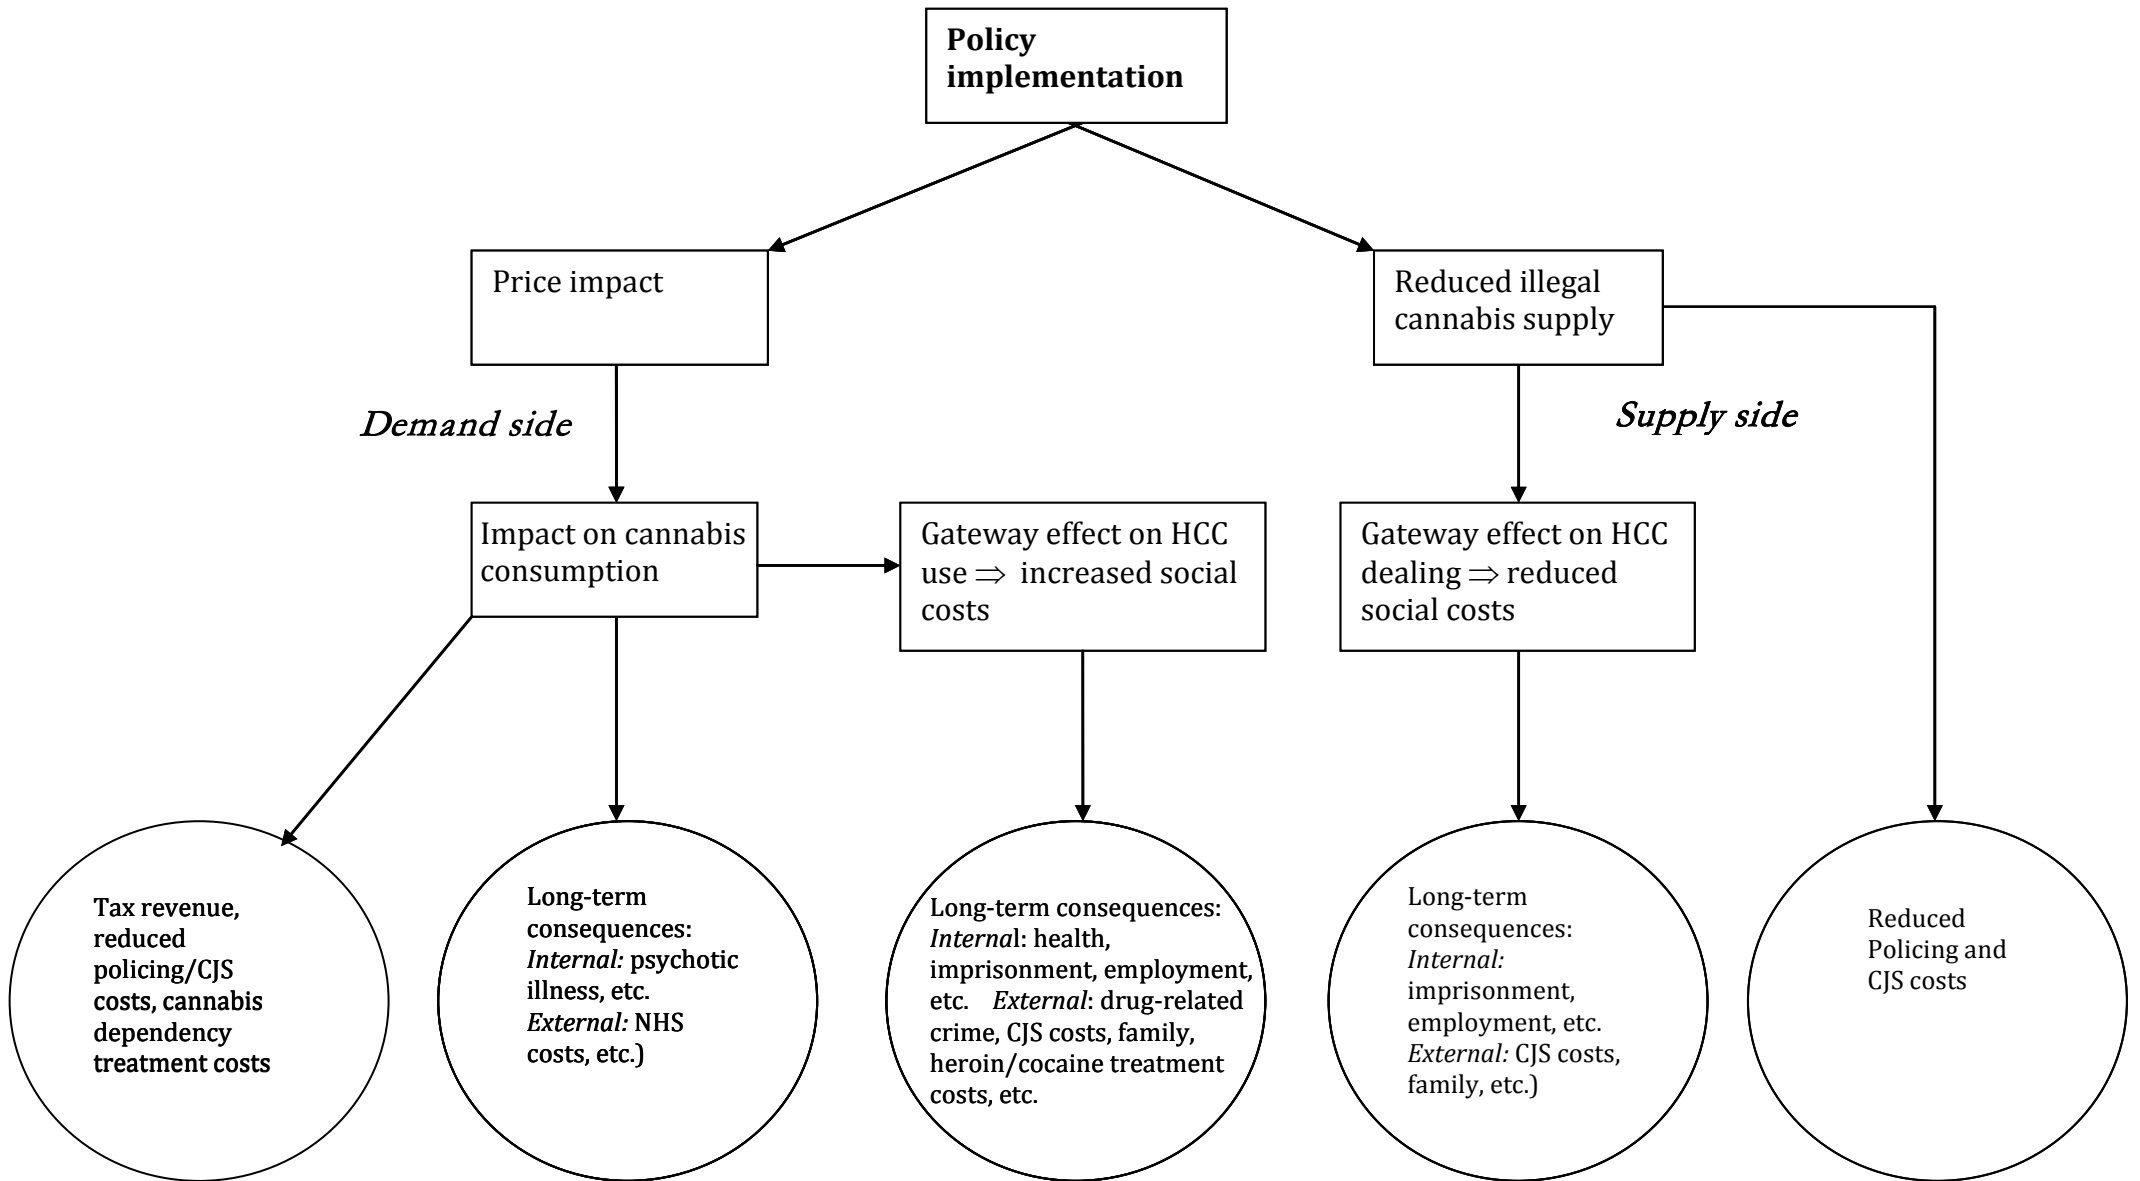 Policy
implementation
Price impact
Reduced illegal
cannabis supply
Demand side
Supply side
Impact on cannabis
consumption
Gateway effect on HCC
use ⇒ increased social
costs
Gateway effect on HCC
dealing ⇒ reduced
social costs
Tax revenue,
reduced
policing/CJS
costs, cannabis
dependency
treatment costs
Long-term
consequences:
Internal: psychotic
illness, etc.
External: NHS
costs, etc.)
Long-term consequences:
Internal: health,
imprisonment, employment,
etc. External: drug-related
crime, CJS costs, family,
heroin/cocaine treatment
costs, etc.
Long-term
consequences:
Internal:
imprisonment,
employment, etc.
External: CJS costs,
family, etc.)
Reduced
Policing and
CJS costs